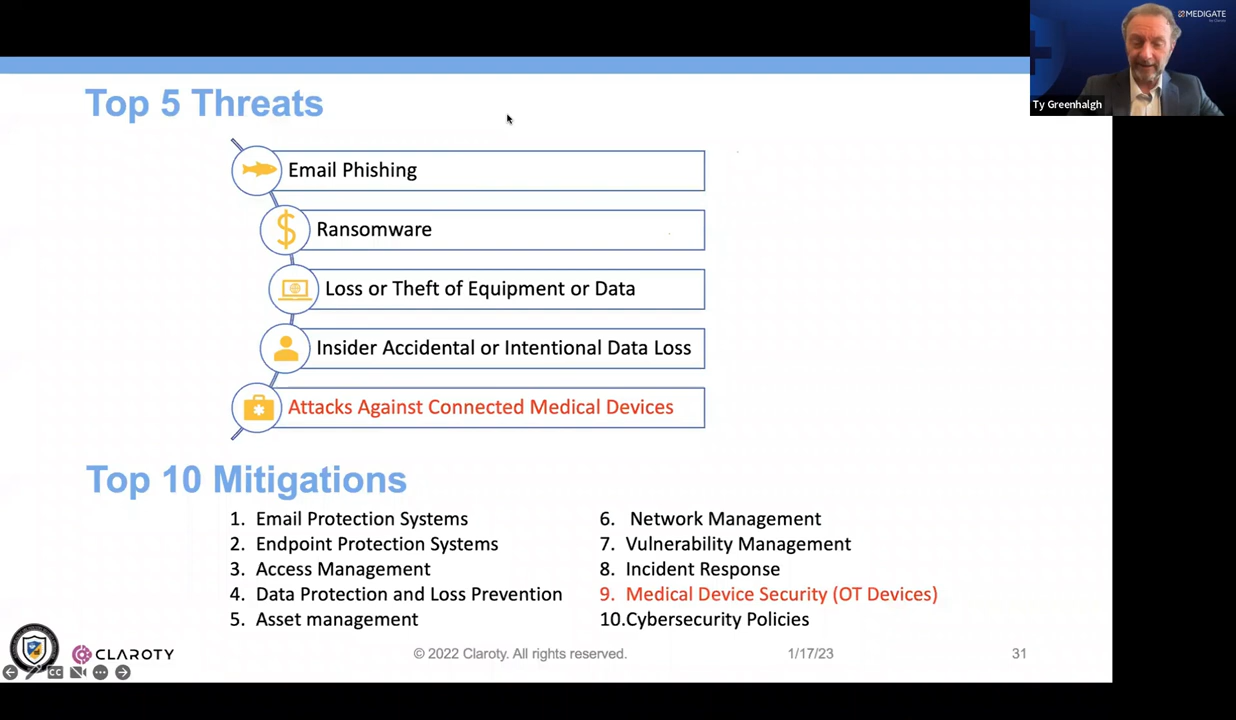 MEDIGATE
Ty Greenhalgh
Top 5 Threats
Email Phishing
Ransomware
Loss or Theft of Equipment or Data
Insider Accidental or Intentional Data Loss
Attacks Against Connected Medical Devices
Top 10 Mitigations
1. Email Protection Systems
2. Endpoint Protection Systems
3. Access Management
4. Data Protection and Loss Prevention
5. Asset management
6. Network Management
7. Vulnerability Management
8. Incident Response
9. Medical Device Security (OT Devices)
10.Cybersecurity Policies
CLAROTY
© 2022 Claroty. All rights reserved.
1/17/23
31
CC